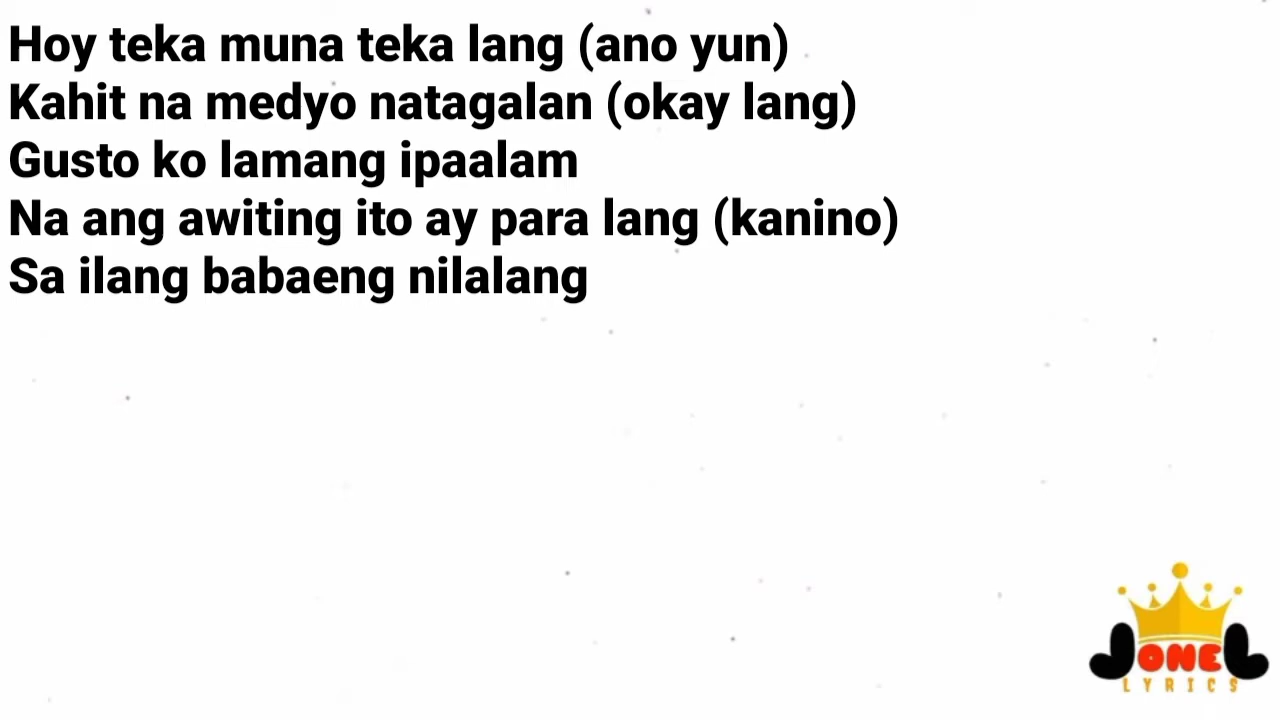 Hoy teka muna teka lang (ano yun)
Kahit na medyo natagalan (okay lang)
Gusto ko lamang ipaalam
Na ang awiting ito ay para lang (kanino)
Sa ilang babaeng nilalang
JONEL
LYRICS